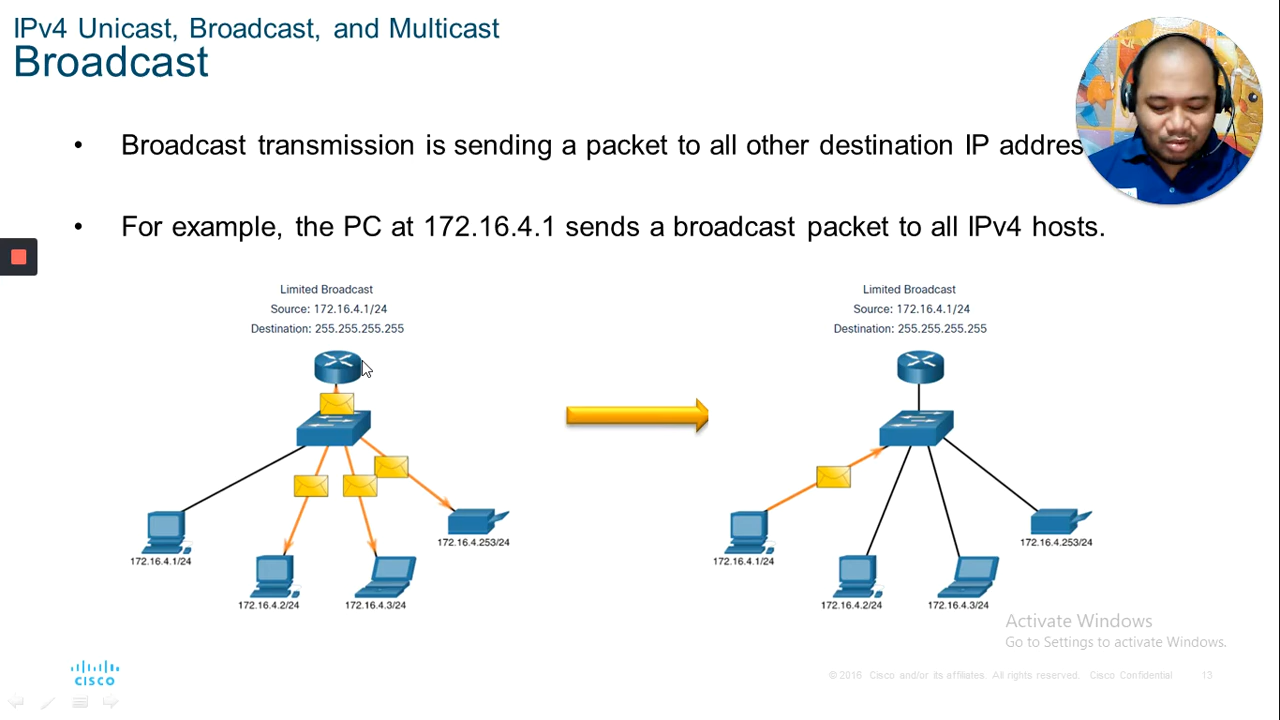 IPv4 Unicast, Broadcast, and Multicast
Broadcast
• Broadcast transmission is sending a packet to all other destination IP addres
• For example, the PC at 172.16.4.1 sends a broadcast packet to all IPv4 hosts.
Limited Broadcast
Source: 172.16.4.1/24
Destination: 255.255.255.255
172.16.4.1/24
172.16.4.253/24
172.16.4.2/24
172.16.4.3/24
Limited Broadcast
Source: 172.16.4.1/24
Destination: 255.255.255.255
172.16.4.1/24
172.16.4.253/24
172.16.4.2/24
172.16.4.3/24
Activate Windows
Go to Settings to activate Windows.
CISCO
© 2016 Cisco and/or its affiliates. All rights reserved. Cisco Confidential 13